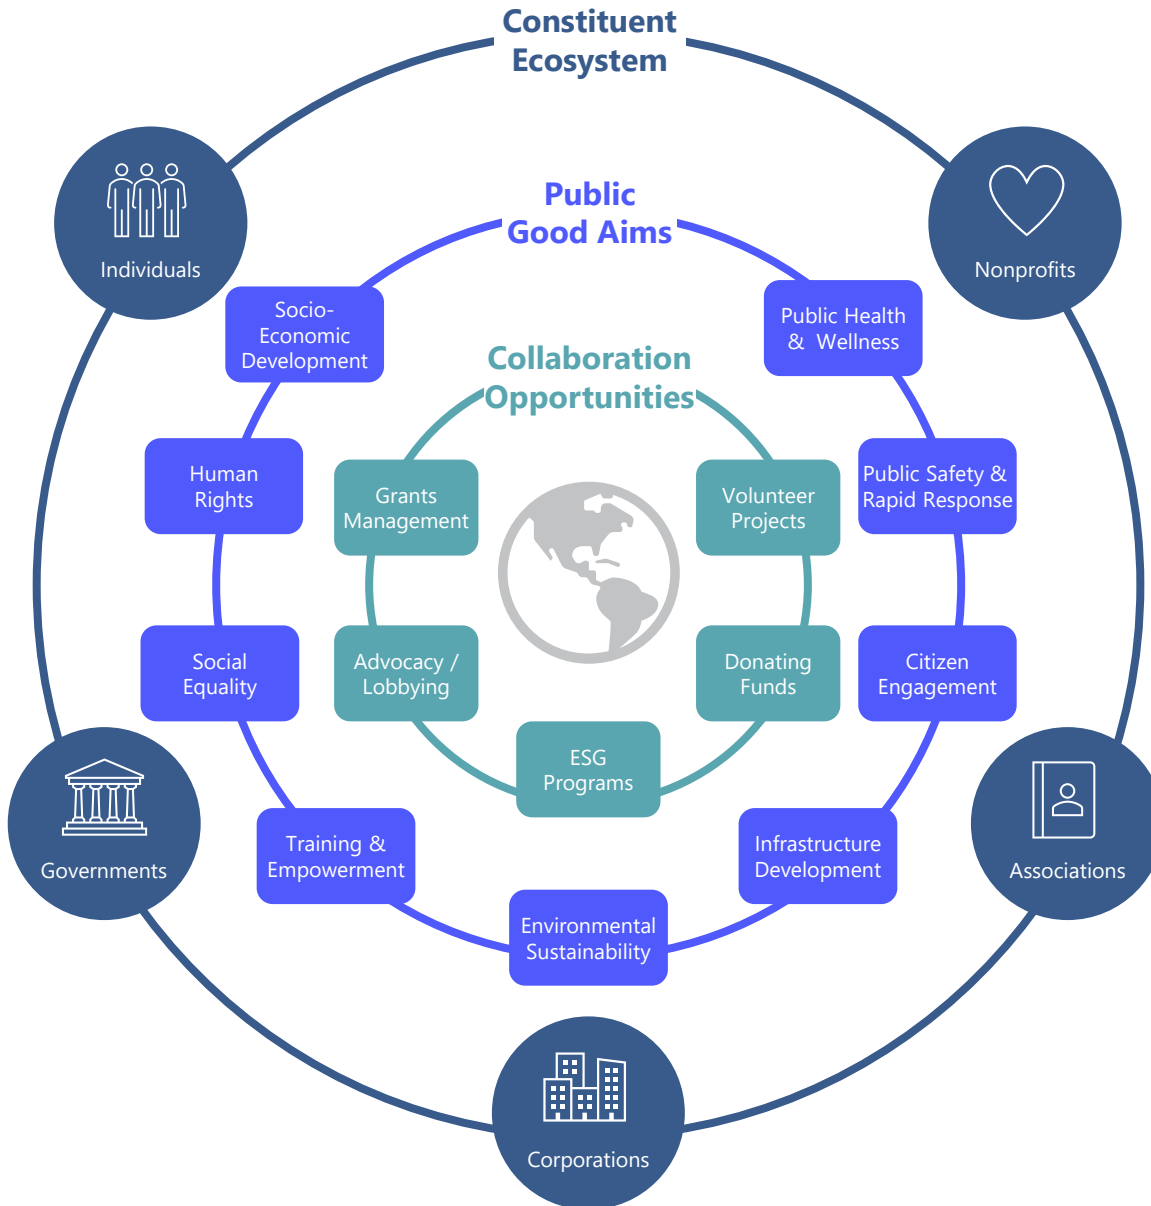 Constituent
Ecosystem
Individuals
Nonprofits
Public
Good Aims
Socio-
Economic
Development
Public Health
& Wellness
Collaboration
Opportunities
Human
Rights
Grants
Management
Volunteer
Projects
Public Safety &
Rapid Response
Social
Equality
Advocacy /
Lobbying
Donating
Funds
Citizen
Engagement
ESG
Programs
Governments
Training &
Empowerment
Infrastructure
Development
Associations
Environmental
Sustainability
Corporations